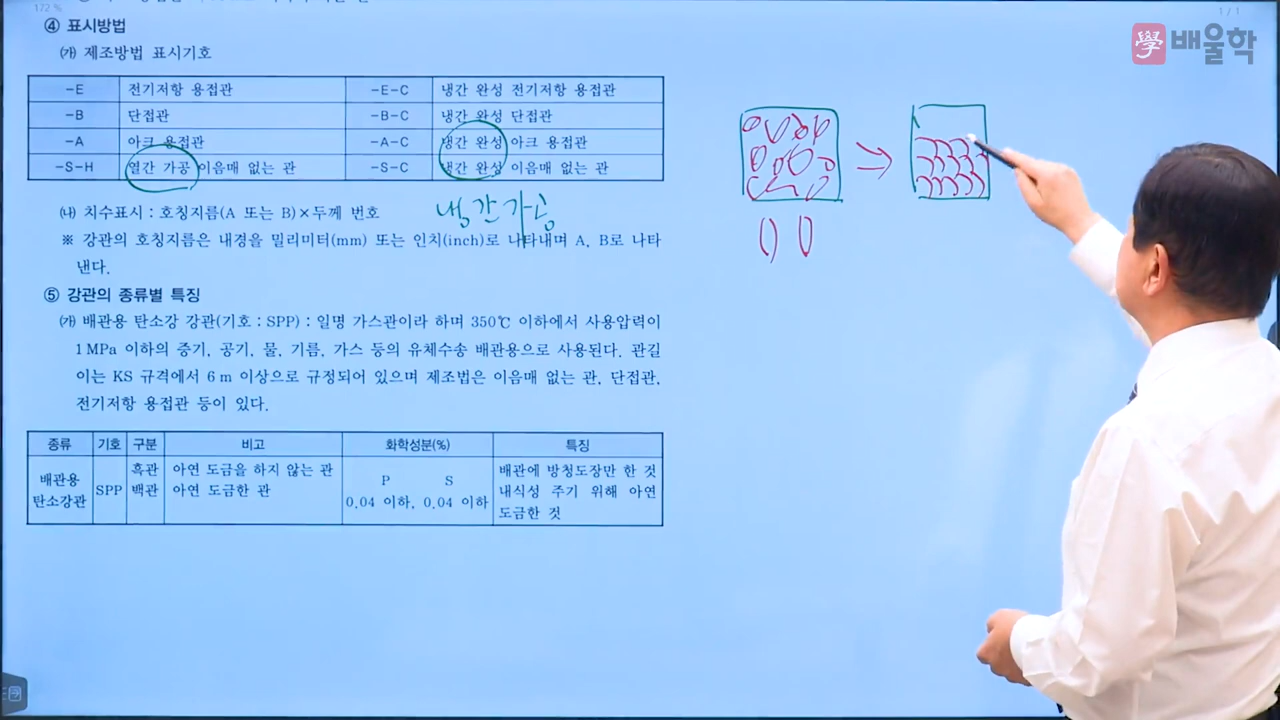 172 %
1 / 1
學 배울학
④ 표시방법
㈎ 제조방법 표시기호
-E 전기저항 용접관 -E-C 냉간 완성 전기저항 용접관
-B 단접관 -B-C 냉간 완성 단접관
-A 아크 용접관 -A-C 냉간 완성 아크 용접관
-S-H 열간 가공 이음매 없는 관 -S-C 냉간 완성 이음매 없는 관
㈏ 치수표시 : 호칭지름(A 또는 B)×두께 번호
냉간가공
※ 강관의 호칭지름은 내경을 밀리미터(mm) 또는 인치(inch)로 나타내며 A, B로 나타
낸다.
⑤ 강관의 종류별 특징
㈎ 배관용 탄소강 강관(기호 : SPP) : 일명 가스관이라 하며 350℃ 이하에서 사용압력이
1 MPa 이하의 증기, 공기, 물, 기름, 가스 등의 유체수송 배관용으로 사용된다. 관길
이는 KS 규격에서 6 m 이상으로 규정되어 있으며 제조법은 이음매 없는 관, 단접관,
전기저항 용접관 등이 있다.
종류 기호 구분 비고 화학성분(%) 특징
배관용 탄소강관 SPP 흑관 백관 아연 도금을 하지 않는 관 아연 도금한 관 P S 0.04 이하, 0.04 이하 배관에 방청도장만 한 것 내식성 주기 위해 아연 도금한 것